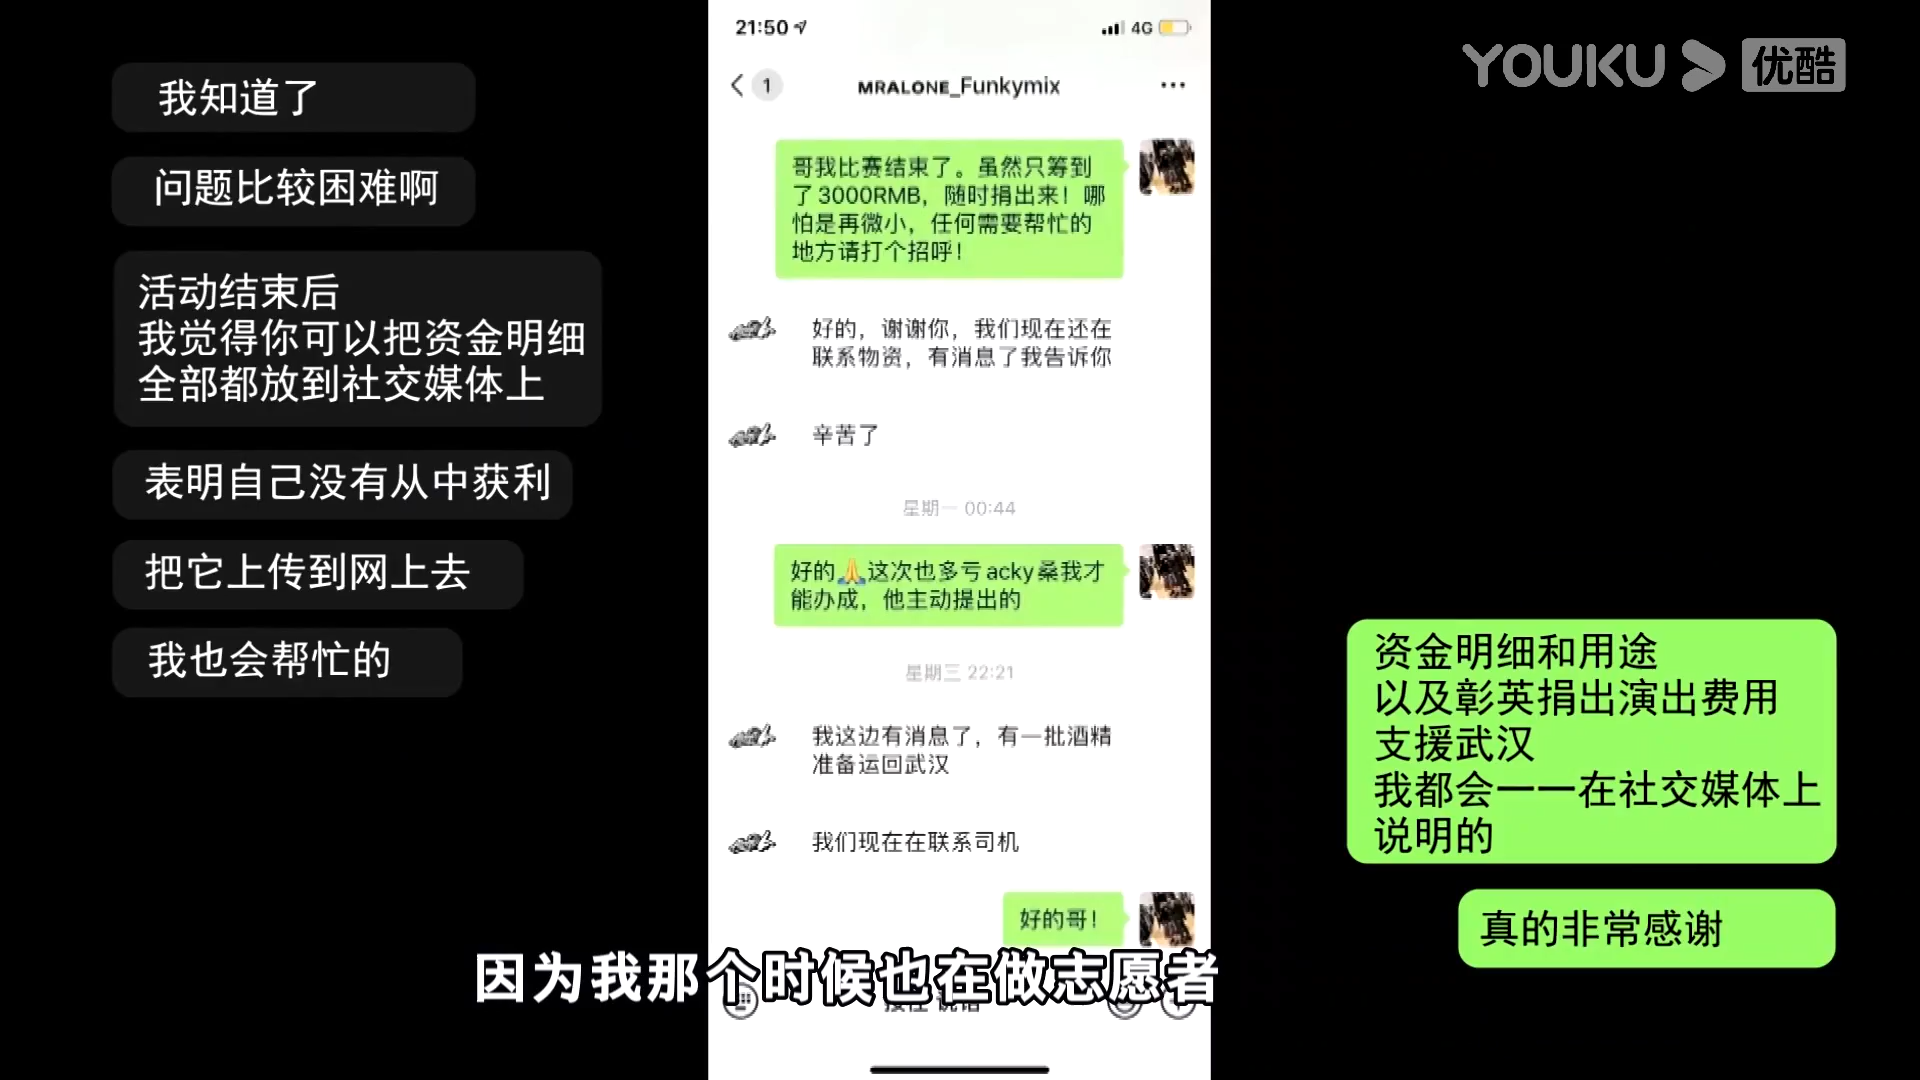 我知道了
问题比较困难啊
活动结束后
我觉得你可以把资金明细
全部都放到社交媒体上
表明自己没有从中获利
把它上传到网上去
我也会帮忙的
21:50
4G
1
MRALONE_Funkymix
哥我比赛结束了。虽然只筹到
了3000RMB，随时捐出来！哪
怕是再微小，任何需要帮忙的
地方请打个招呼！
好的，谢谢你，我们现在还在
联系物资，有消息了我告诉你
辛苦了
星期一 00:44
好的🙏这次也多亏acky桑我才
能办成，他主动提出的
星期三 22:21
我这边有消息了，有一批酒精
准备运回武汉
我们现在在联系司机
好的哥！
YOUKU 优酷
资金明细和用途
以及彰英捐出演出费用
支援武汉
我都会一一在社交媒体上
说明的
真的非常感谢
因为我那个时候也在做志愿者